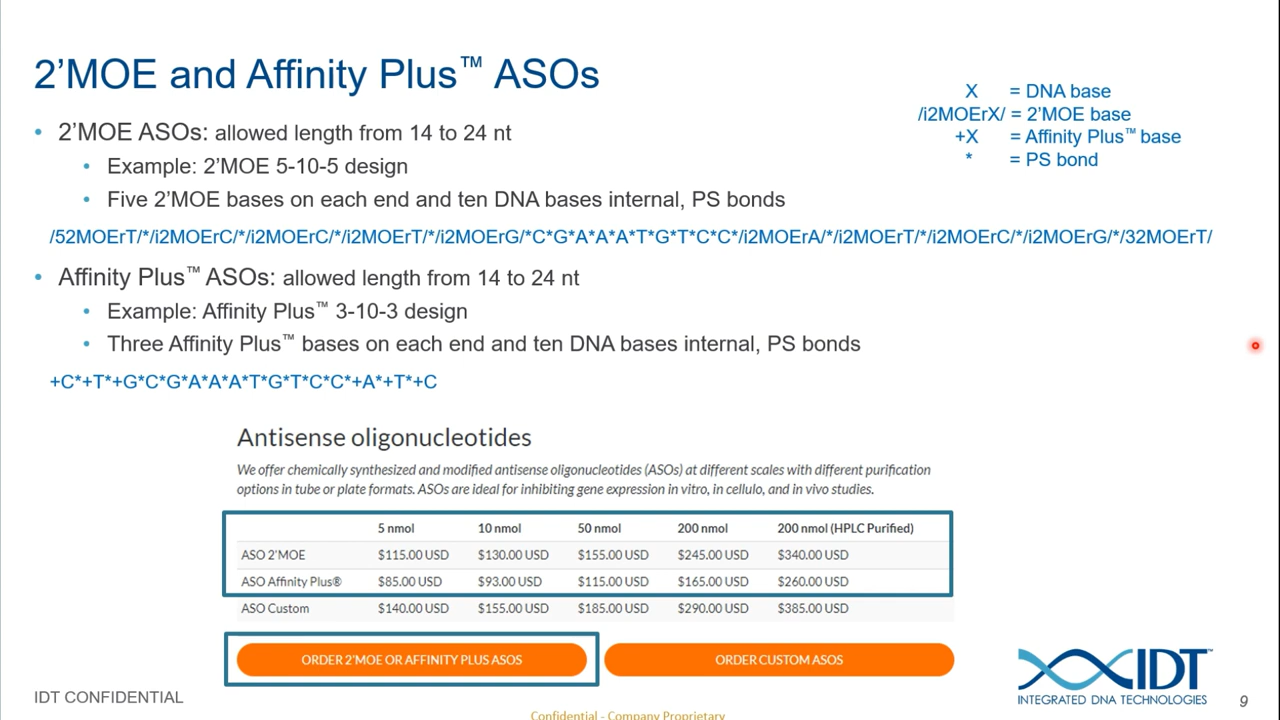 2’MOE and Affinity Plus™ ASOs
X = DNA base
/i2MOErX/ = 2’MOE base
+X = Affinity Plus™ base
* = PS bond
• 2’MOE ASOs: allowed length from 14 to 24 nt
• Example: 2’MOE 5-10-5 design
• Five 2’MOE bases on each end and ten DNA bases internal, PS bonds
/52MOErT/*/i2MOErC/*/i2MOErC/*/i2MOErT/*/i2MOErG/*C*G*A*A*A*T*G*T*C*C*/i2MOErA/*/i2MOErT/*/i2MOErC/*/i2MOErG/*/32MOErT/
• Affinity Plus™ ASOs: allowed length from 14 to 24 nt
• Example: Affinity Plus™ 3-10-3 design
• Three Affinity Plus™ bases on each end and ten DNA bases internal, PS bonds
+C*+T*+G*C*G*A*A*A*T*G*T*C*C*+A*+T*+C
Antisense oligonucleotides
We offer chemically synthesized and modified antisense oligonucleotides (ASOs) at different scales with different purification
options in tube or plate formats. ASOs are ideal for inhibiting gene expression in vitro, in cellulo, and in vivo studies.
5 nmol 10 nmol 50 nmol 200 nmol 200 nmol (HPLC Purified)
ASO 2'MOE $115.00 USD $130.00 USD $155.00 USD $245.00 USD $340.00 USD
ASO Affinity Plus® $85.00 USD $93.00 USD $115.00 USD $165.00 USD $260.00 USD
ASO Custom $140.00 USD $155.00 USD $185.00 USD $290.00 USD $385.00 USD
ORDER 2'MOE OR AFFINITY PLUS ASOS ORDER CUSTOM ASOS
IDT™
INTEGRATED DNA TECHNOLOGIES
IDT CONFIDENTIAL
9
Confidential - Company Proprietary